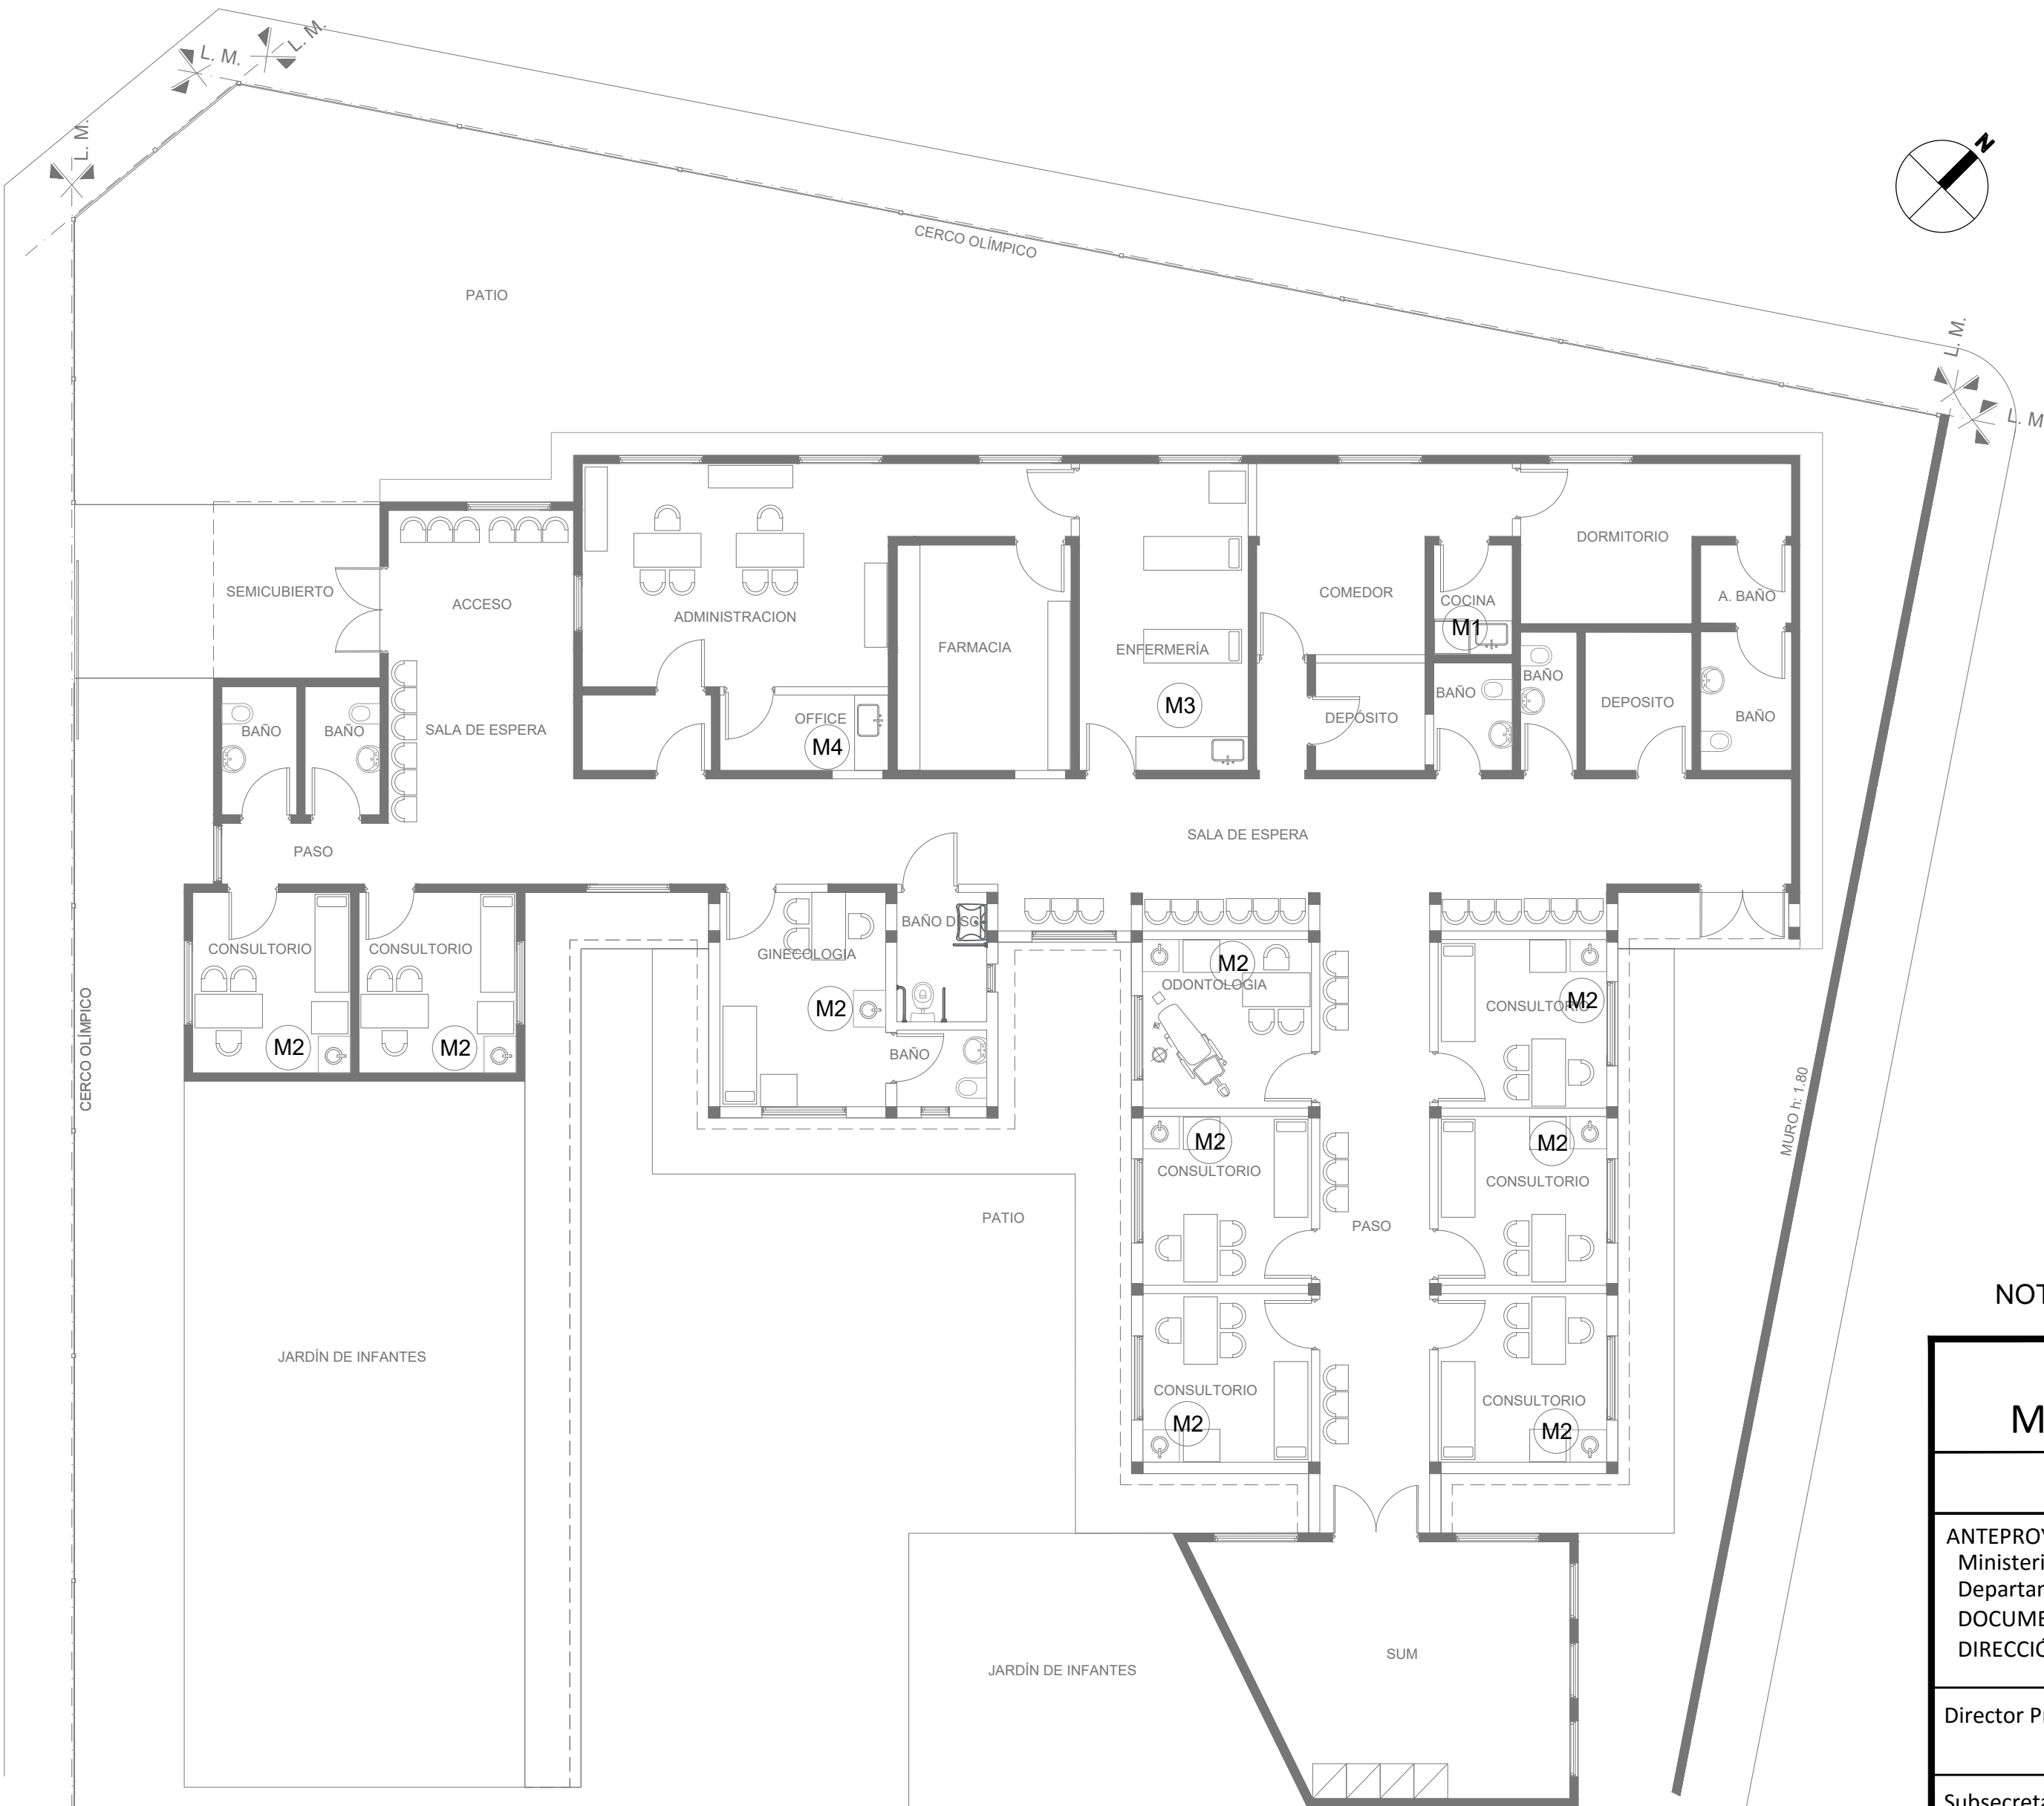 L. M.
L. M.
L. M.
N
CERCO OLÍMPICO
PATIO
L. M.
L. M
SEMICUBIERTO
ACCESO
ADMINISTRACION
FARMACIA
ENFERMERÍA
COMEDOR
COCINA
M1
DORMITORIO
A. BAÑO
BAÑO
BAÑO
SALA DE ESPERA
OFFICE
M4
M3
DEPÓSITO
BAÑO
BAÑO
DEPOSITO
BAÑO
PASO
SALA DE ESPERA
CONSULTORIO
CONSULTORIO
GINECOLOGIA
BAÑO DISC.
M2
ODONTOLOGIA
CONSULTORIO
M2
M2
M2
M2
BAÑO
CERCO OLÍMPICO
MURO h: 1.80
M2
CONSULTORIO
M2
CONSULTORIO
PATIO
PASO
JARDÍN DE INFANTES
CONSULTORIO
M2
CONSULTORIO
M2
JARDÍN DE INFANTES
SUM
NOT
M
ANTEPROY
Ministeri
Departar
DOCUME
DIRECCIÓ
Director P
Subsecreta